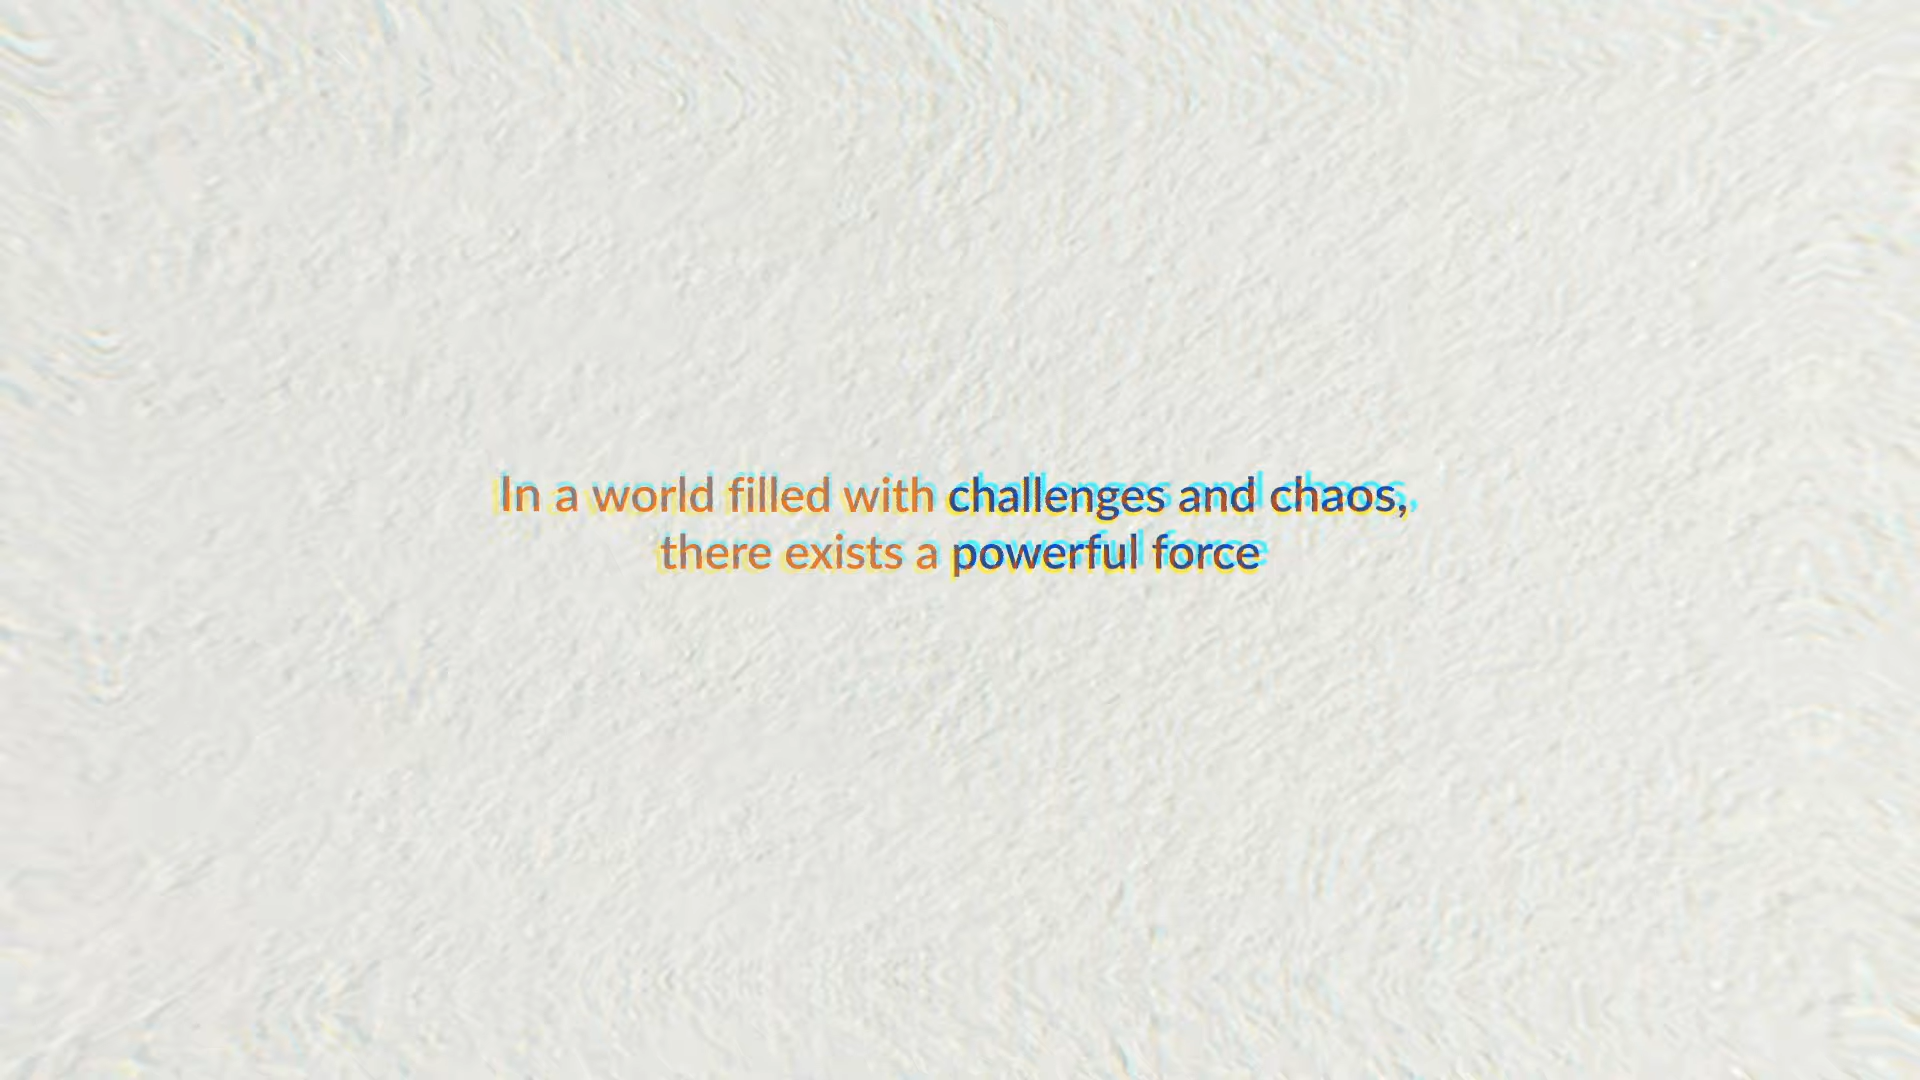 In a world filled with challenges and chaos,
there exists a powerful force